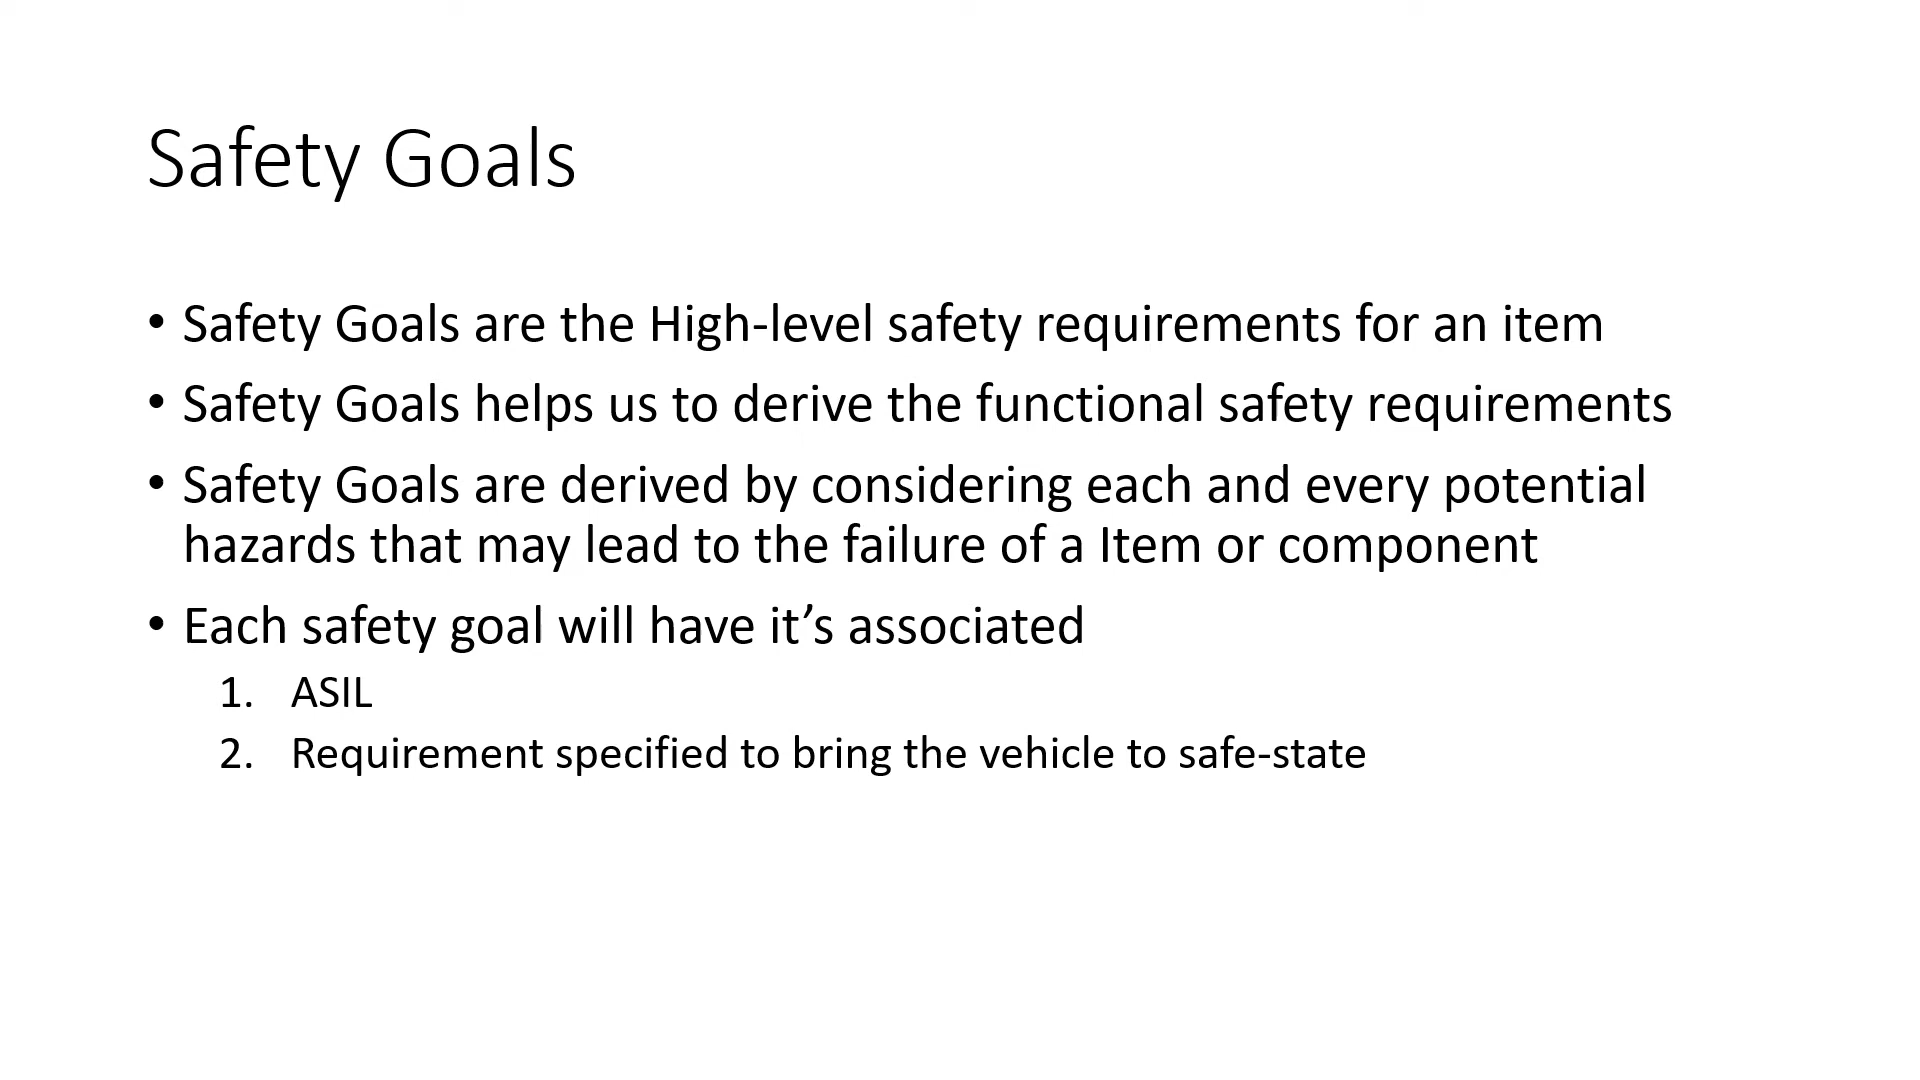 Safety Goals
• Safety Goals are the High-level safety requirements for an item
• Safety Goals helps us to derive the functional safety requirements
• Safety Goals are derived by considering each and every potential
hazards that may lead to the failure of a Item or component
• Each safety goal will have it’s associated
1. ASIL
2. Requirement specified to bring the vehicle to safe-state